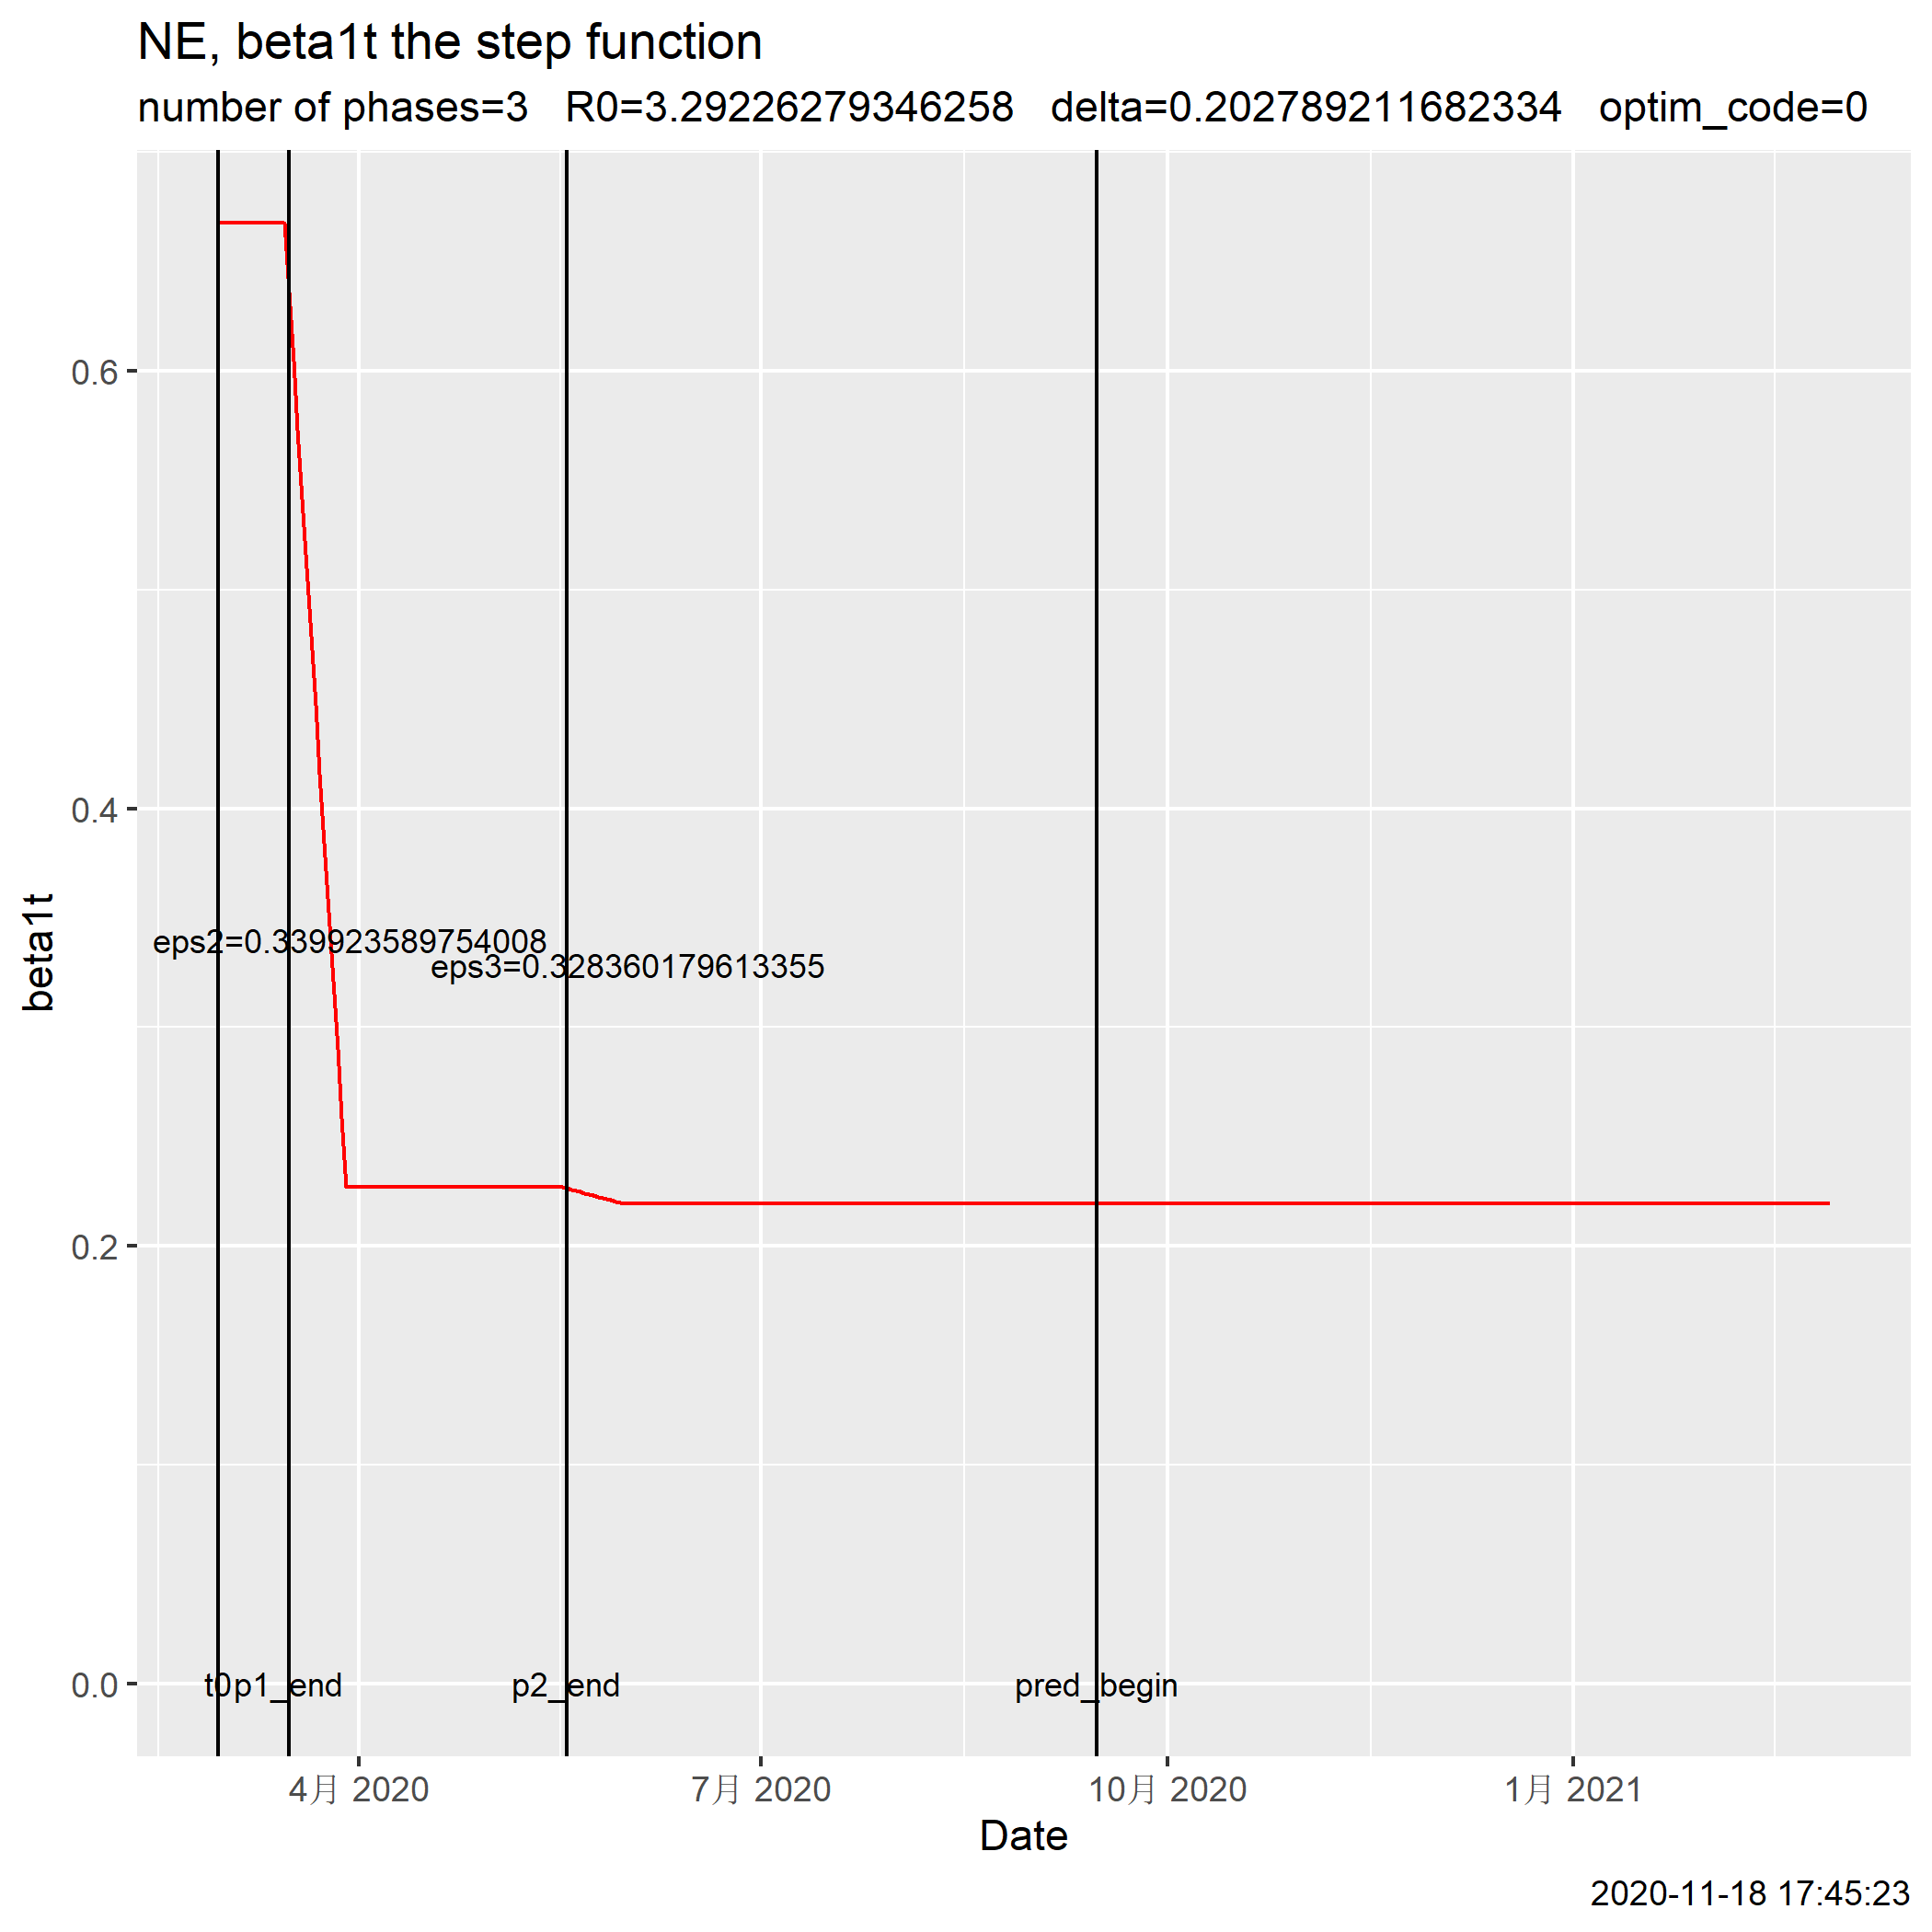 NE, beta1t the step function
number of phases=3 R0=3.29226279346258 delta=0.202789211682334 optim_code=0
0.6
0.4
0.2
0.0
beta1t
eps2=0.339923589754008
eps3=0.328360179613355
t0
p1_end
p2_end
pred_begin
4月 2020
7月 2020
10月 2020
1月 2021
Date
2020-11-18 17:45:23